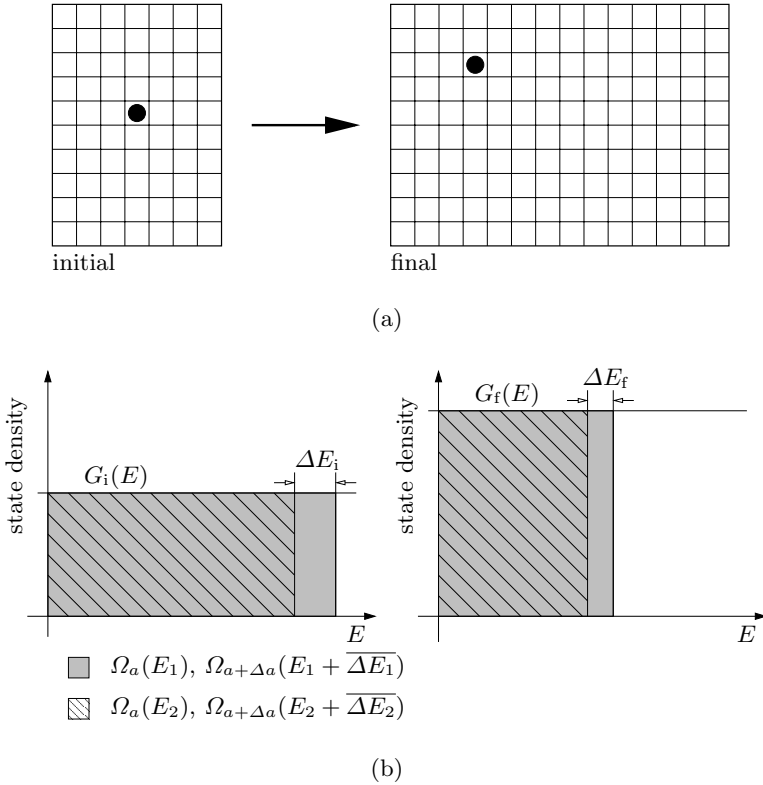 initial
final
(a)
state density
G_i(E)
ΔE_i
E
state density
G_f(E)
ΔE_f
E
Ω_a(E_1), Ω_{a+Δa}(E_1 + \overline{ΔE_1})
Ω_a(E_2), Ω_{a+Δa}(E_2 + \overline{ΔE_2})
(b)